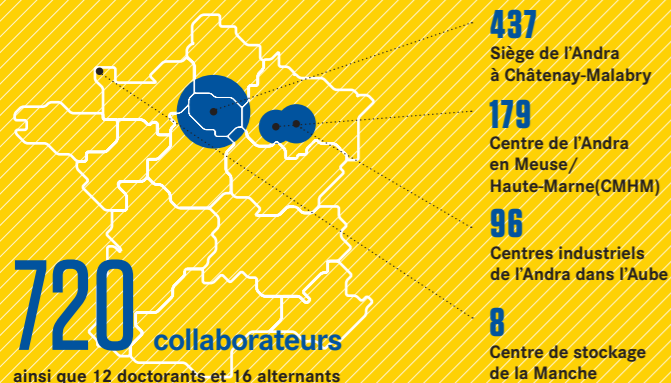 437
Siège de l'Andra
à Châtenay-Malabry
179
Centre de l'Andra
en Meuse/
Haute-Marne(CMHM)
96
Centres industriels
de l'Andra dans l'Aube
8
Centre de stockage
de la Manche
720 collaborateurs
ainsi que 12 doctorants et 16 alternants